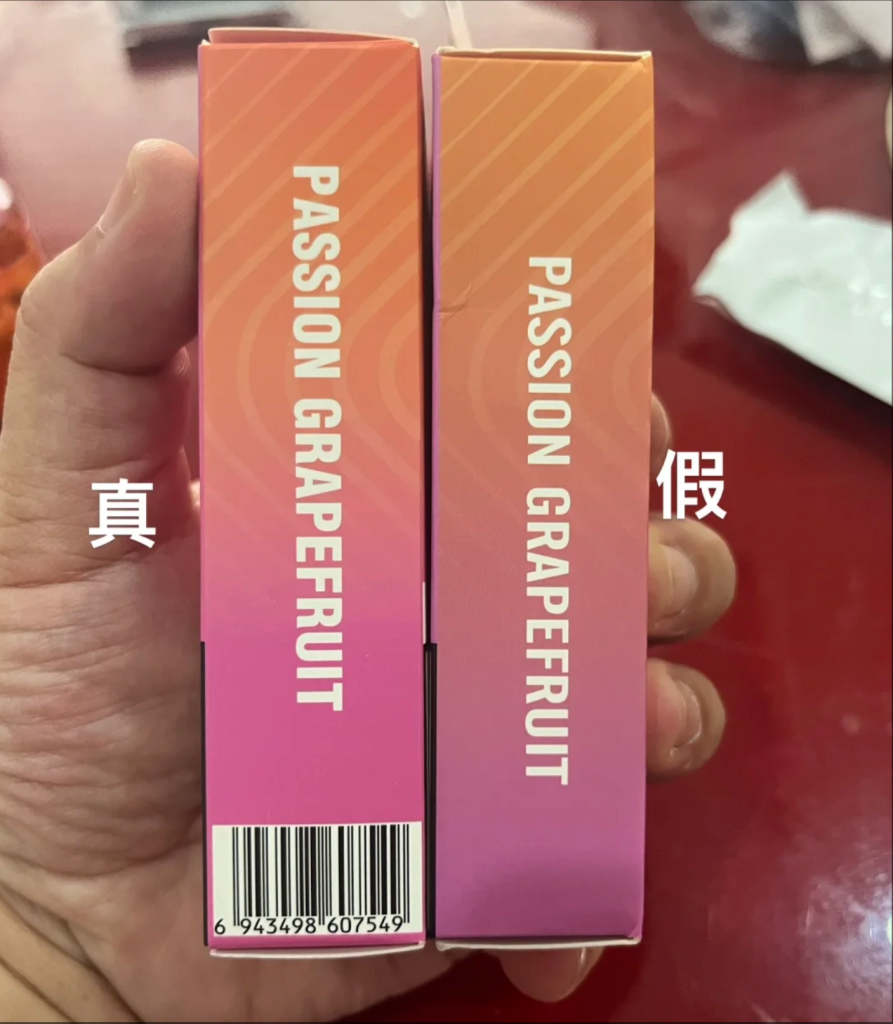 PASSION GRAPEFRUIT
PASSION GRAPEFRUIT
真
假
6 943498 607549